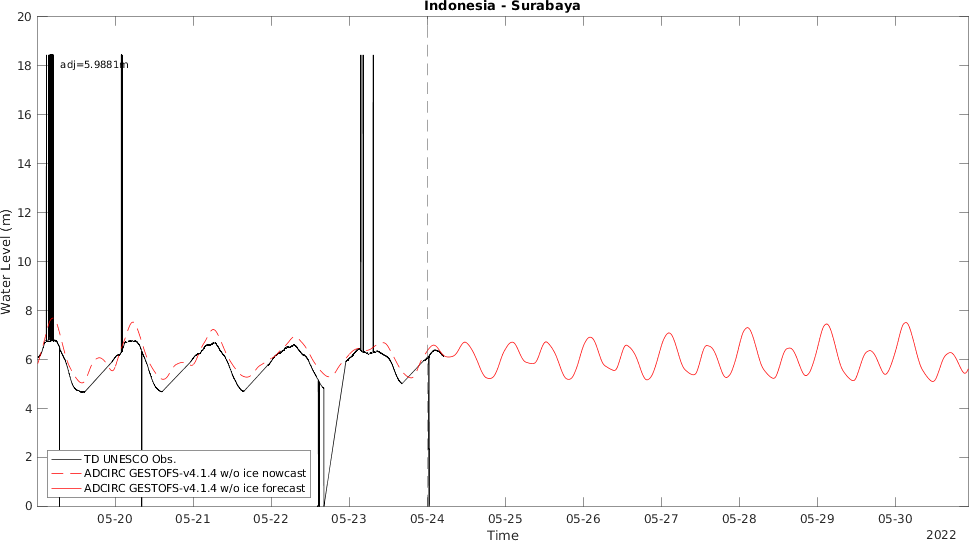 Indonesia - Surabaya
20
18
16
14
12
10
8
6
4
2
0
Water Level (m)
adj=5.9881m
TD UNESCO Obs.
ADCIRC GESTOFS-v4.1.4 w/o ice nowcast
ADCIRC GESTOFS-v4.1.4 w/o ice forecast
05-20 05-21 05-22 05-23 05-24 05-25 05-26 05-27 05-28 05-29 05-30
Time
2022